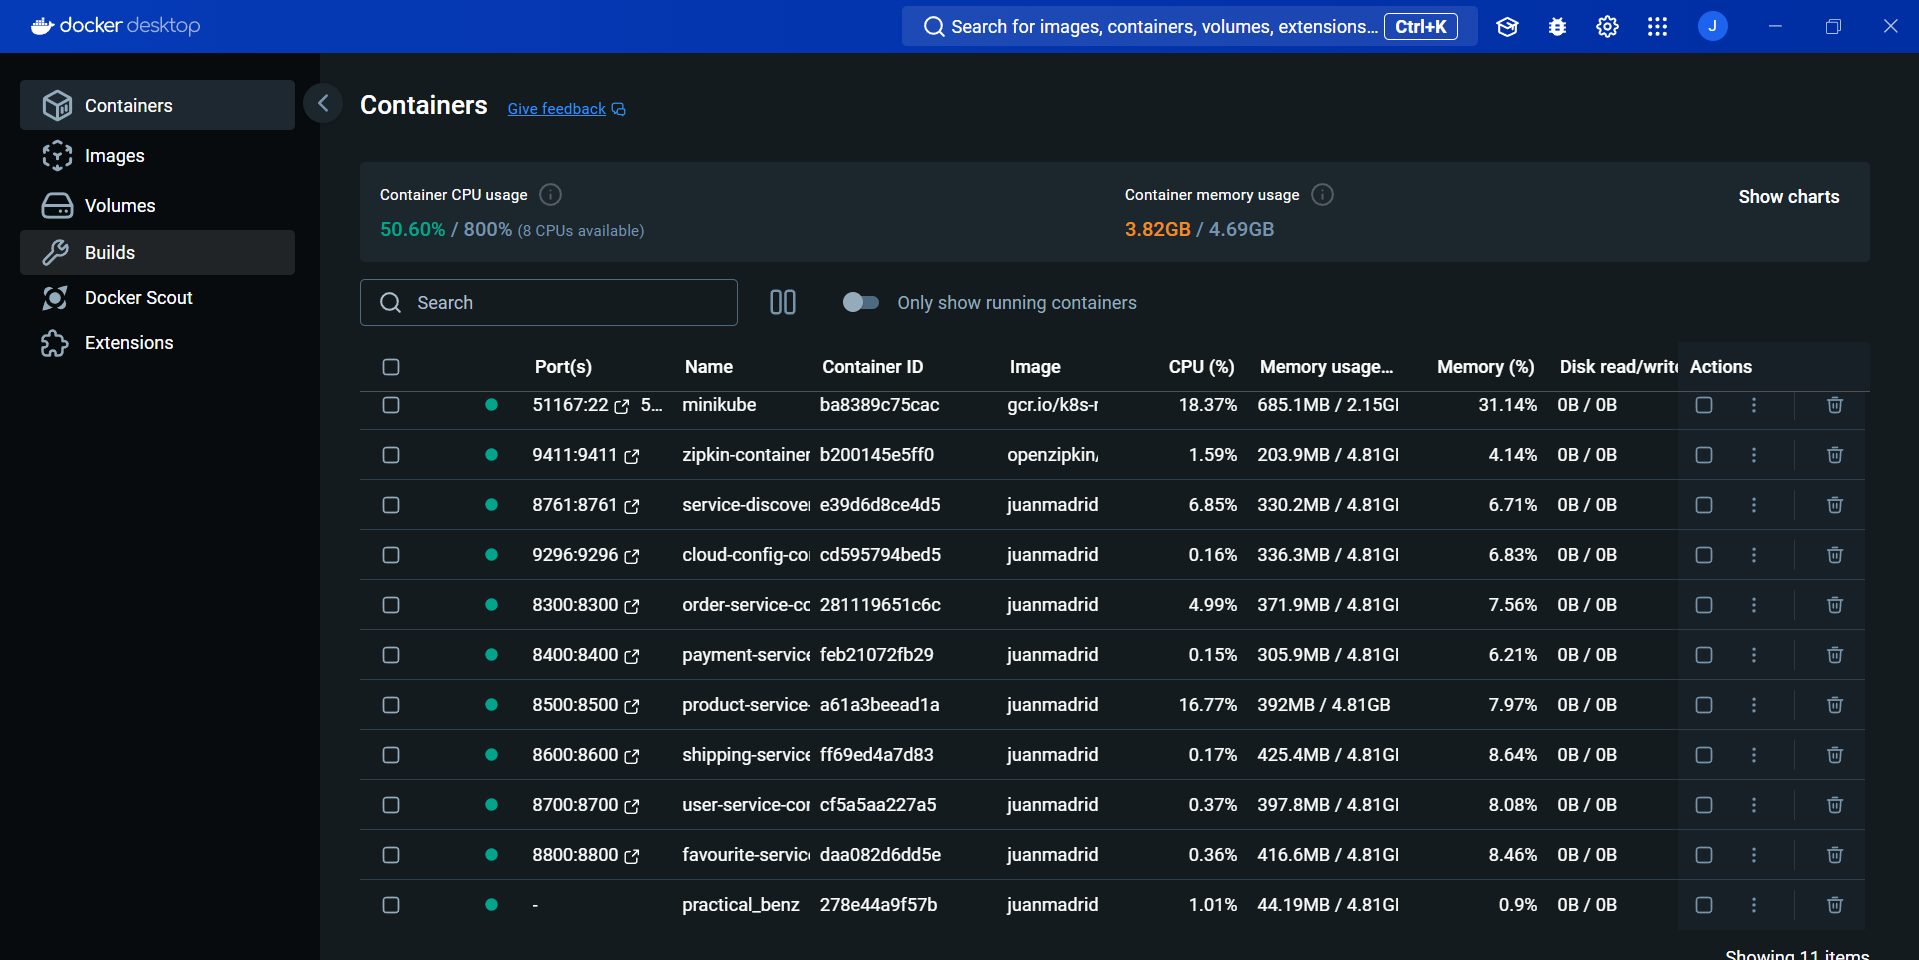 docker desktop
Search for images, containers, volumes, extensions... Ctrl+K
J
Containers
Images
Volumes
Builds
Docker Scout
Extensions
Containers Give feedback
Container CPU usage
50.60% / 800% (8 CPUs available)
Container memory usage
3.82GB / 4.69GB
Show charts
Search
Only show running containers
Port(s) Name Container ID Image CPU (%) Memory usage... Memory (%) Disk read/write Actions
51167:22 5... minikube ba8389c75cac gcr.io/k8s-r 18.37% 685.1MB / 2.15GI 31.14% 0B / 0B
9411:9411 zipkin-container b200145e5ff0 openzipkin/ 1.59% 203.9MB / 4.81GI 4.14% 0B / 0B
8761:8761 service-discover e39d6d8ce4d5 juanmadrid 6.85% 330.2MB / 4.81GI 6.71% 0B / 0B
9296:9296 cloud-config-co cd595794bed5 juanmadrid 0.16% 336.3MB / 4.81GI 6.83% 0B / 0B
8300:8300 order-service-co 281119651c6c juanmadrid 4.99% 371.9MB / 4.81GI 7.56% 0B / 0B
8400:8400 payment-service feb21072fb29 juanmadrid 0.15% 305.9MB / 4.81GI 6.21% 0B / 0B
8500:8500 product-service- a61a3beead1a juanmadrid 16.77% 392MB / 4.81GB 7.97% 0B / 0B
8600:8600 shipping-service ff69ed4a7d83 juanmadrid 0.17% 425.4MB / 4.81GI 8.64% 0B / 0B
8700:8700 user-service-cor cf5a5aa227a5 juanmadrid 0.37% 397.8MB / 4.81GI 8.08% 0B / 0B
8800:8800 favourite-servic daa082d6dd5e juanmadrid 0.36% 416.6MB / 4.81GI 8.46% 0B / 0B
- practical_benz 278e44a9f57b juanmadrid 1.01% 44.19MB / 4.81GI 0.9% 0B / 0B
Showing 11 items